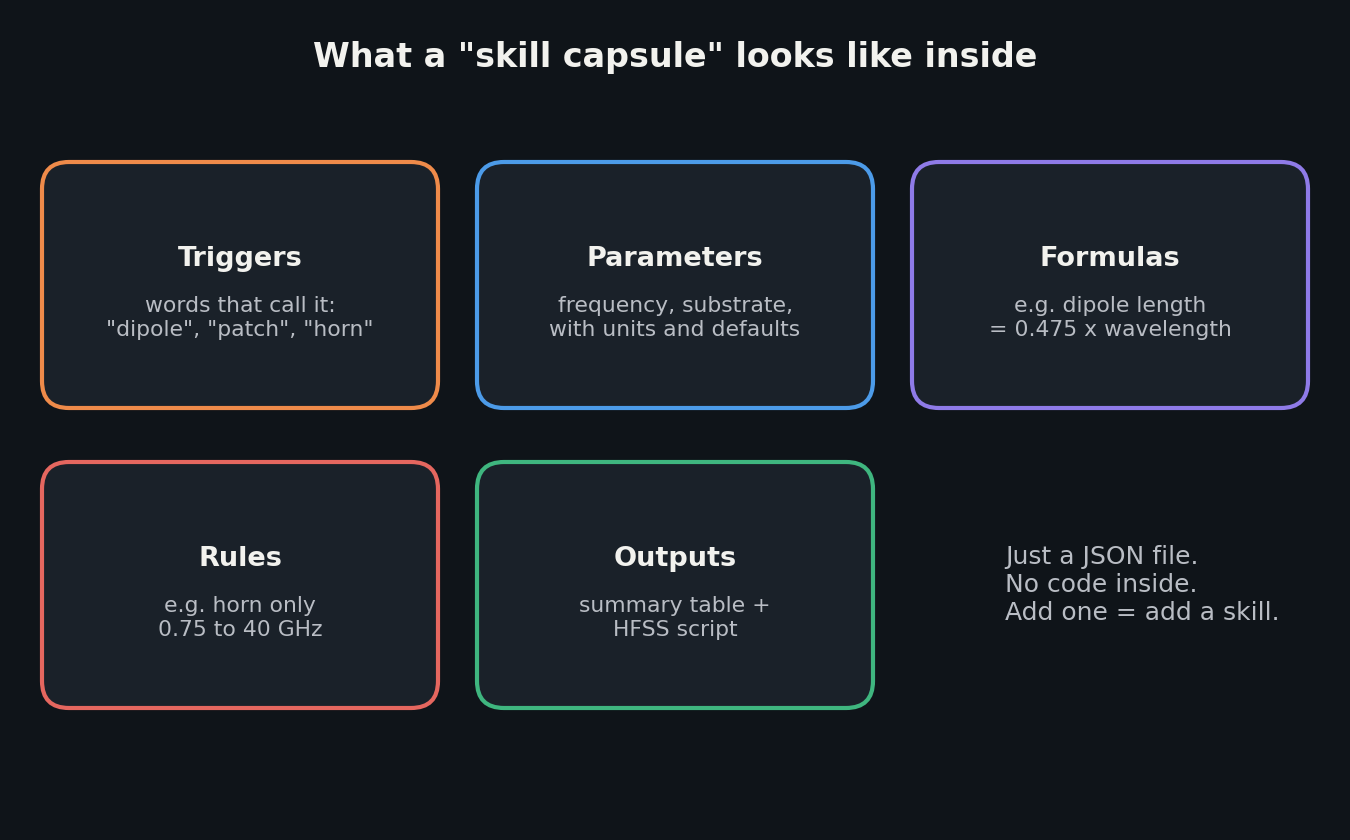 What a "skill capsule" looks like inside
Triggers
words that call it:
"dipole", "patch", "horn"
Parameters
frequency, substrate,
with units and defaults
Formulas
e.g. dipole length
= 0.475 x wavelength
Rules
e.g. horn only
0.75 to 40 GHz
Outputs
summary table +
HFSS script
Just a JSON file.
No code inside.
Add one = add a skill.